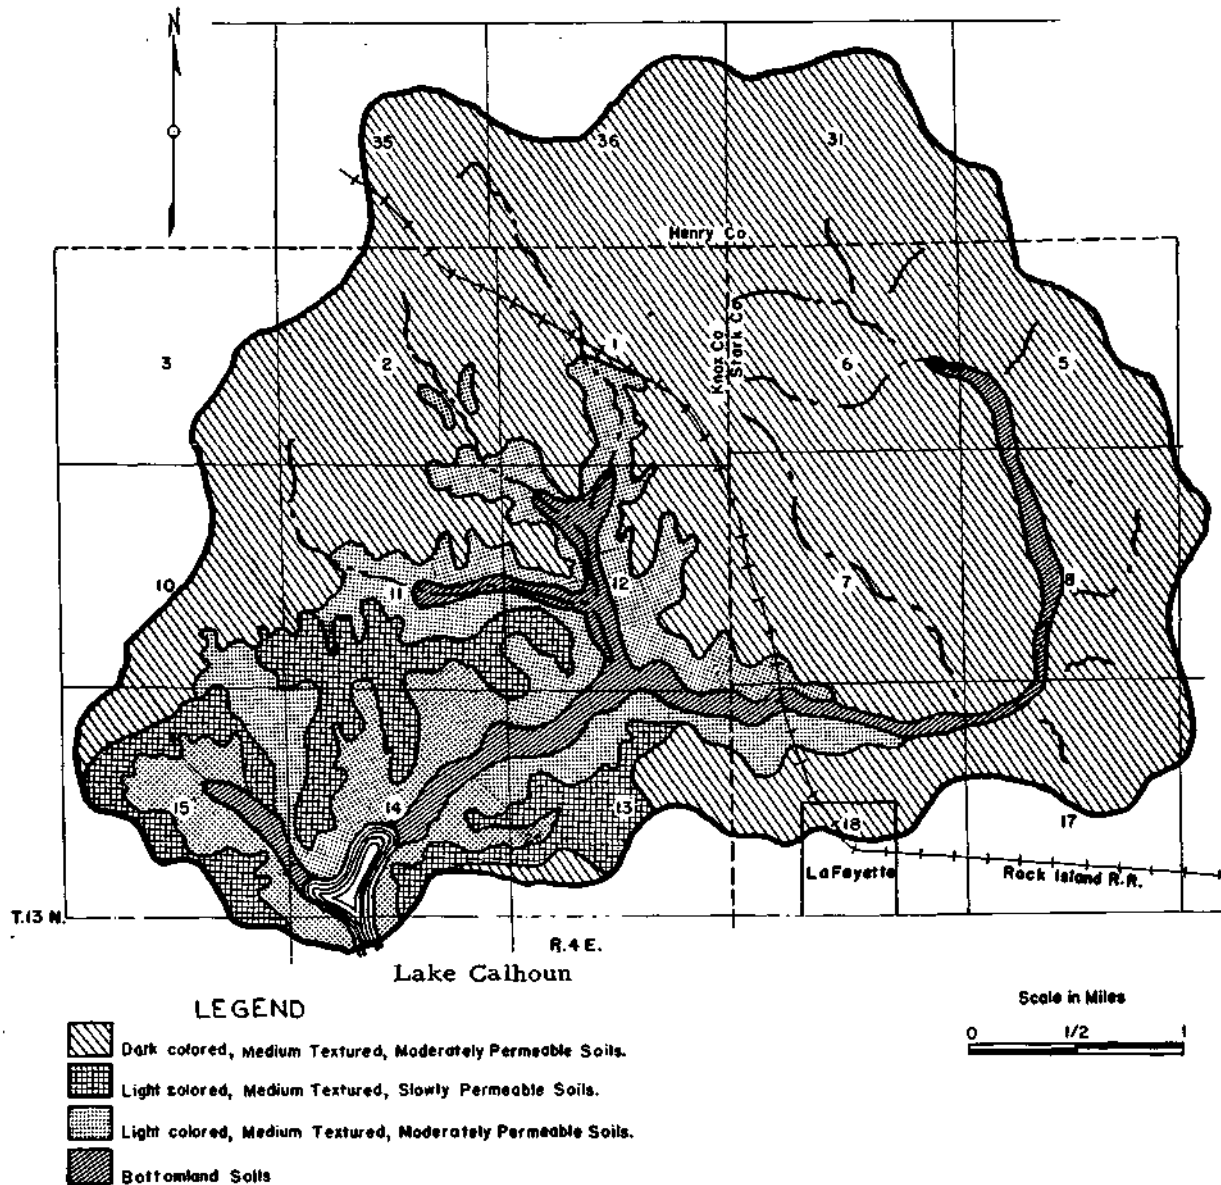 N
35
36
31
Henry Co
3
2
1
Knox Co
Stark Co
6
5
10
11
12
7
8
15
14
13
18
17
LaFayette
Rock Island R.R.
T.13 N.
R.4 E.
Lake Calhoun
LEGEND
Scale in Miles
0 1/2 1
Dark colored, Medium Textured, Moderately Permeable Soils.
Light colored, Medium Textured, Slowly Permeable Soils.
Light colored, Medium Textured, Moderately Permeable Soils.
Bottomland Soils